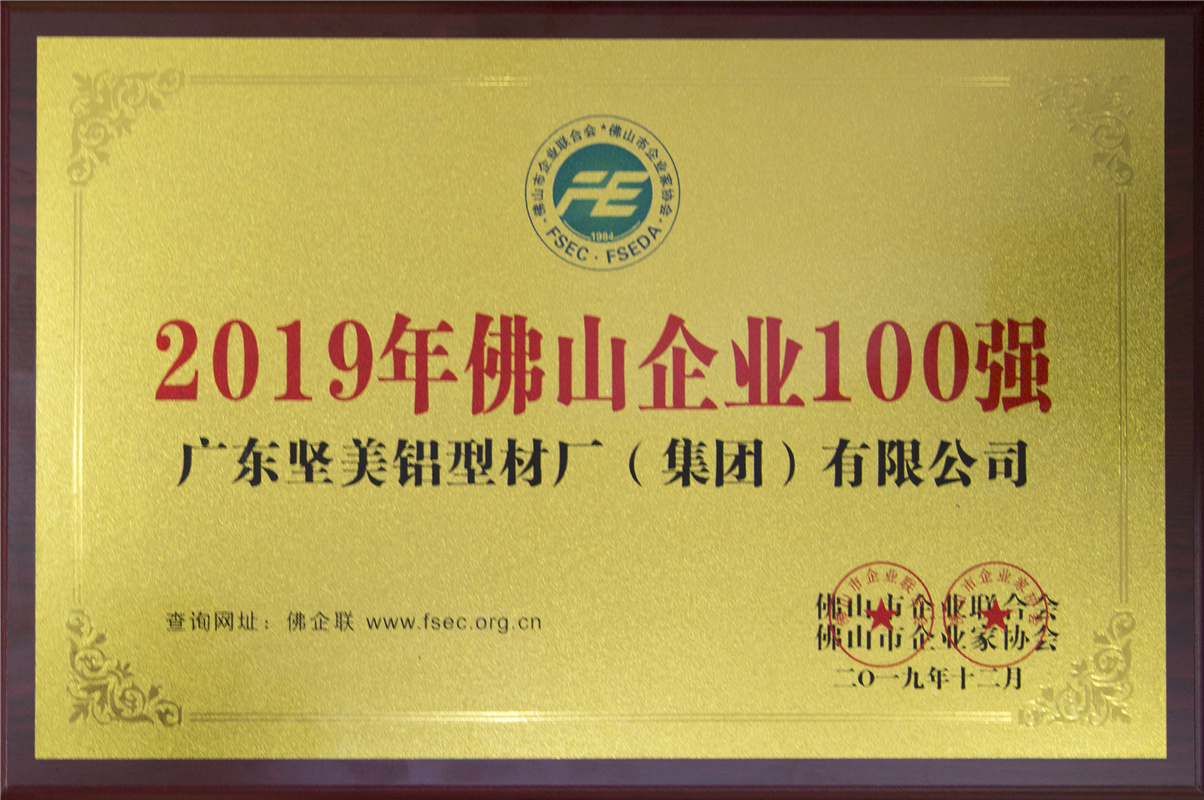 佛山市企业联合会*佛山市企业家协会
FE
1984
·FSEC·FSEDA·
2019年佛山企业100强
广东坚美铝型材厂（集团）有限公司
查询网址：佛企联 www.fsec.org.cn
佛山市企业联合会
佛山市企业家协会
二〇一九年十二月